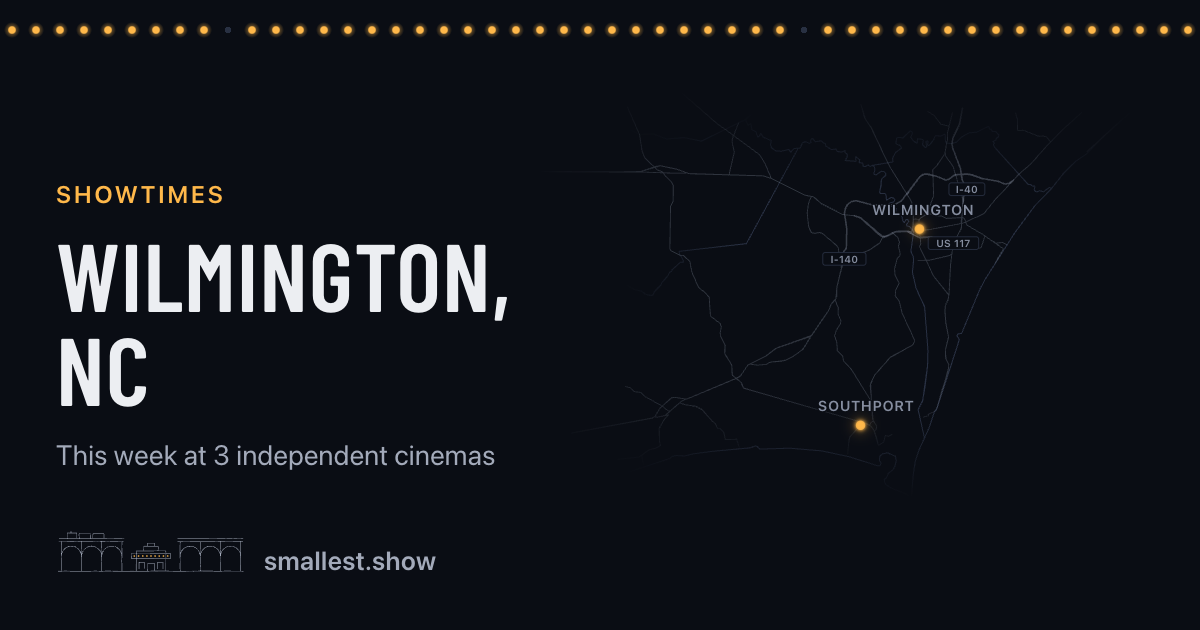 SHOWTIMES
WILMINGTON,
NC
This week at 3 independent cinemas
smallest.show
I-40
WILMINGTON
US 117
I-140
SOUTHPORT